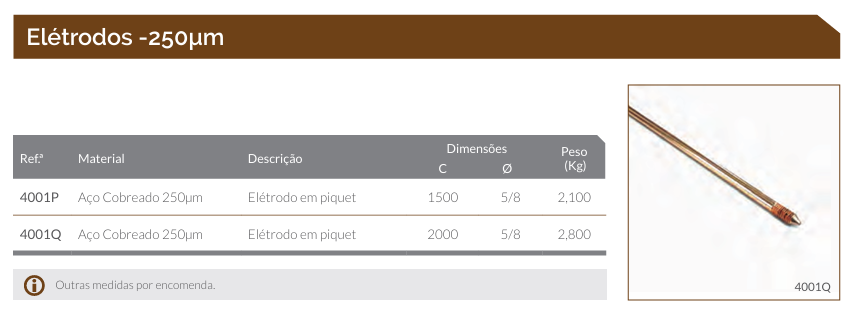 Elétrodos -250µm
Ref.ª Material Descrição Dimensões C Ø Peso (Kg)
4001P Aço Cobreado 250µm Elétrodo em piquet 1500 5/8 2,100
4001Q Aço Cobreado 250µm Elétrodo em piquet 2000 5/8 2,800
Outras medidas por encomenda.
4001Q